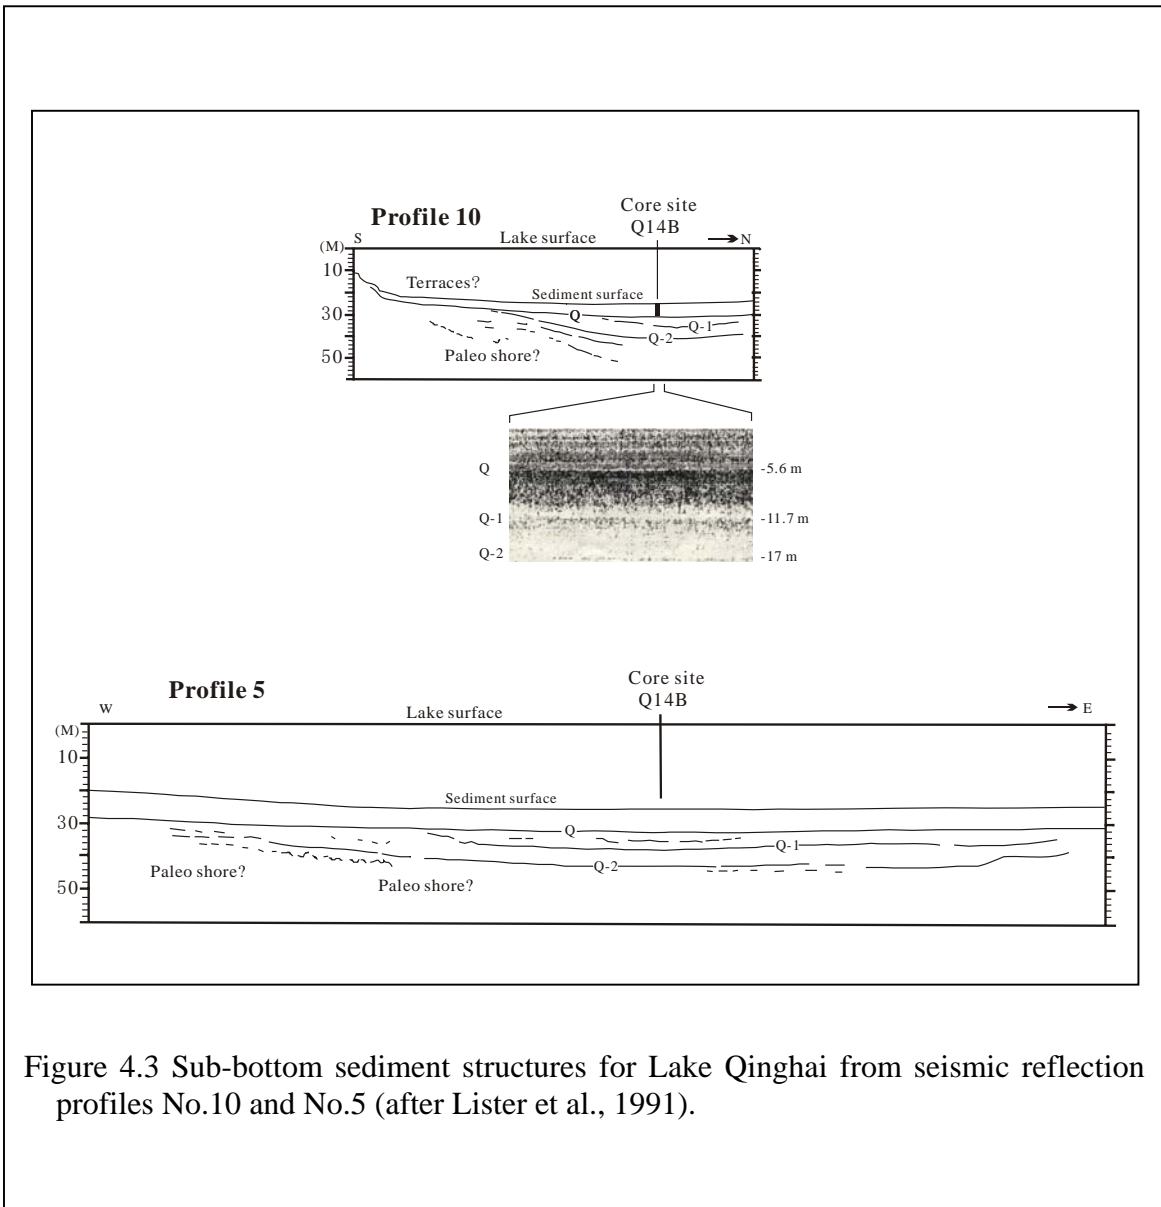 Profile 10
Core site
Q14B
(M)
S
Lake surface
N
10
Terraces?
Sediment surface
30
Q
Q-1
Q-2
50
Paleo shore?
Q
-5.6 m
Q-1
-11.7 m
Q-2
-17 m
Profile 5
Core site
Q14B
W
Lake surface
E
(M)
10
Sediment surface
30
Q
Q-1
Q-2
Paleo shore?
50
Paleo shore?
Figure 4.3 Sub-bottom sediment structures for Lake Qinghai from seismic reflection
profiles No.10 and No.5 (after Lister et al., 1991).